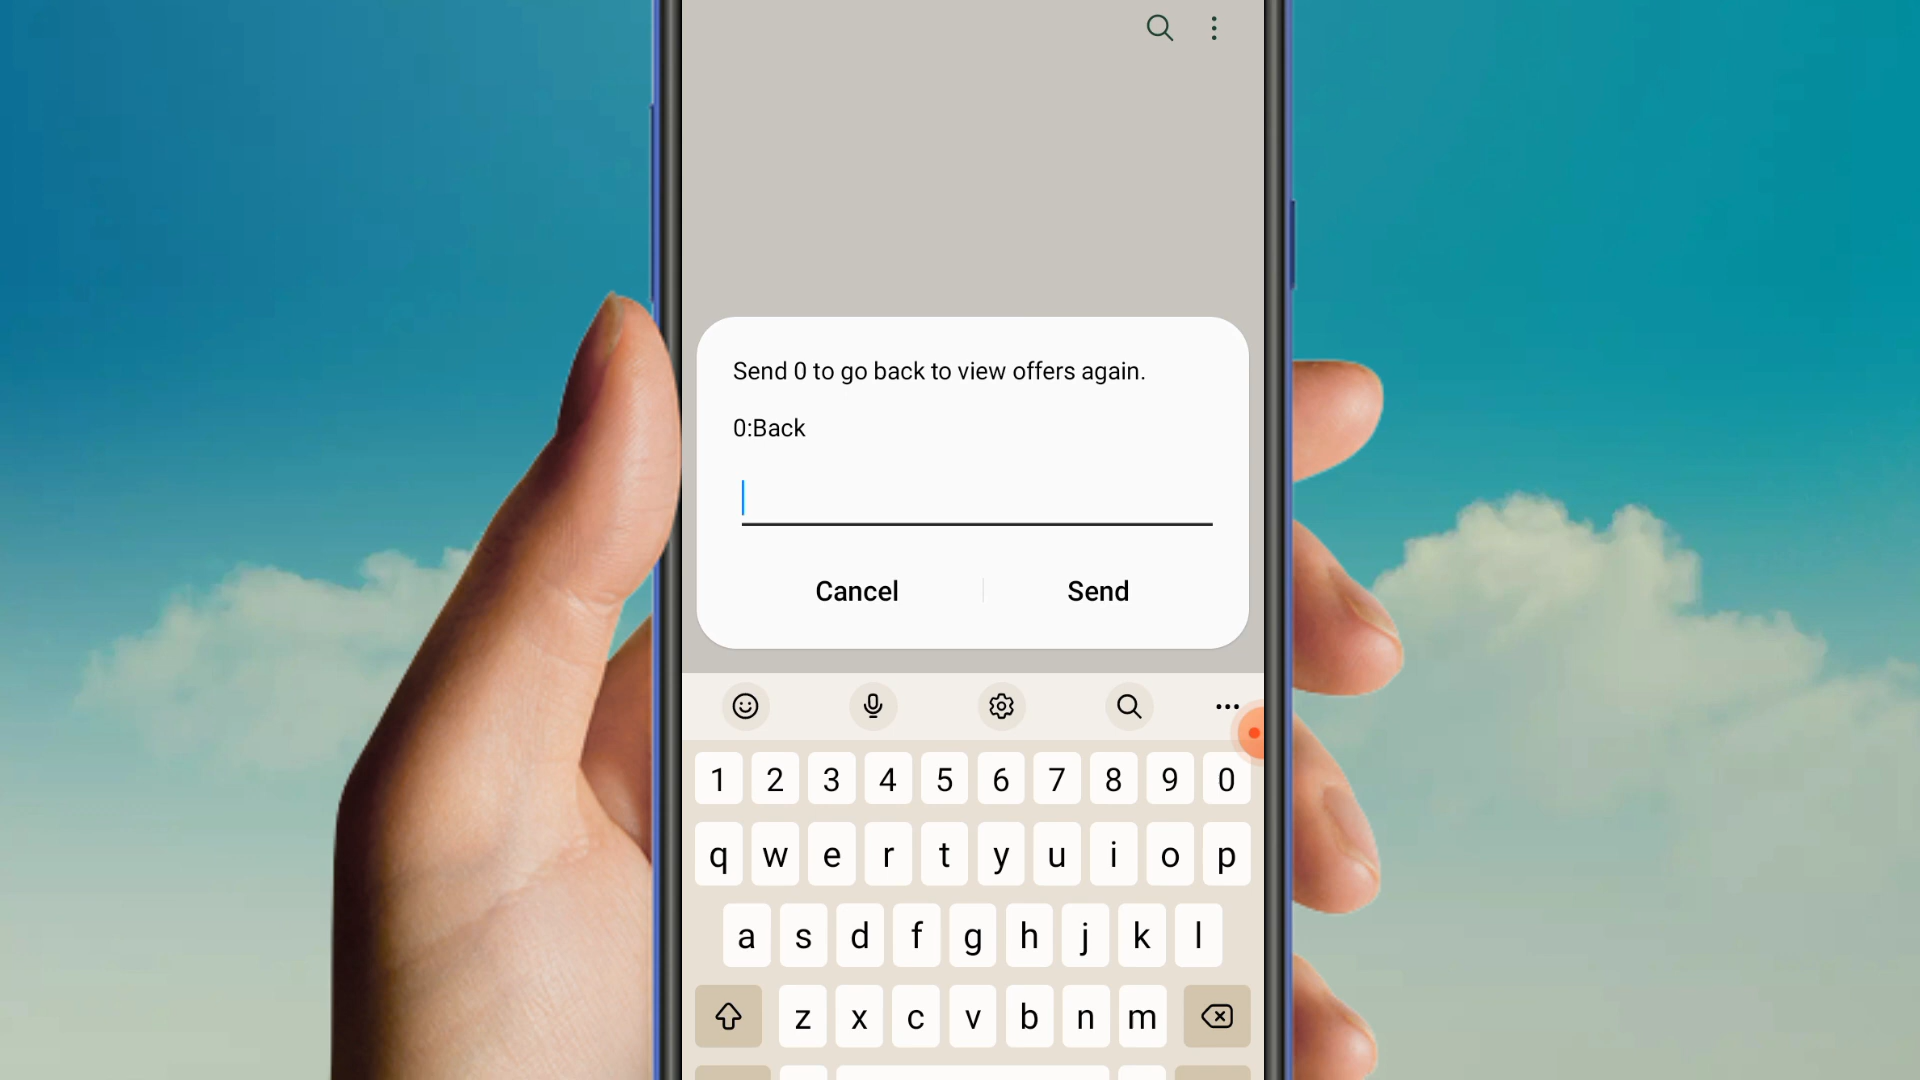 Send 0 to go back to view offers again.
0:Back
Cancel
Send
1 2 3 4 5 6 7 8 9 0
q w e r t y u i o p
a s d f g h j k l
z x c v b n m